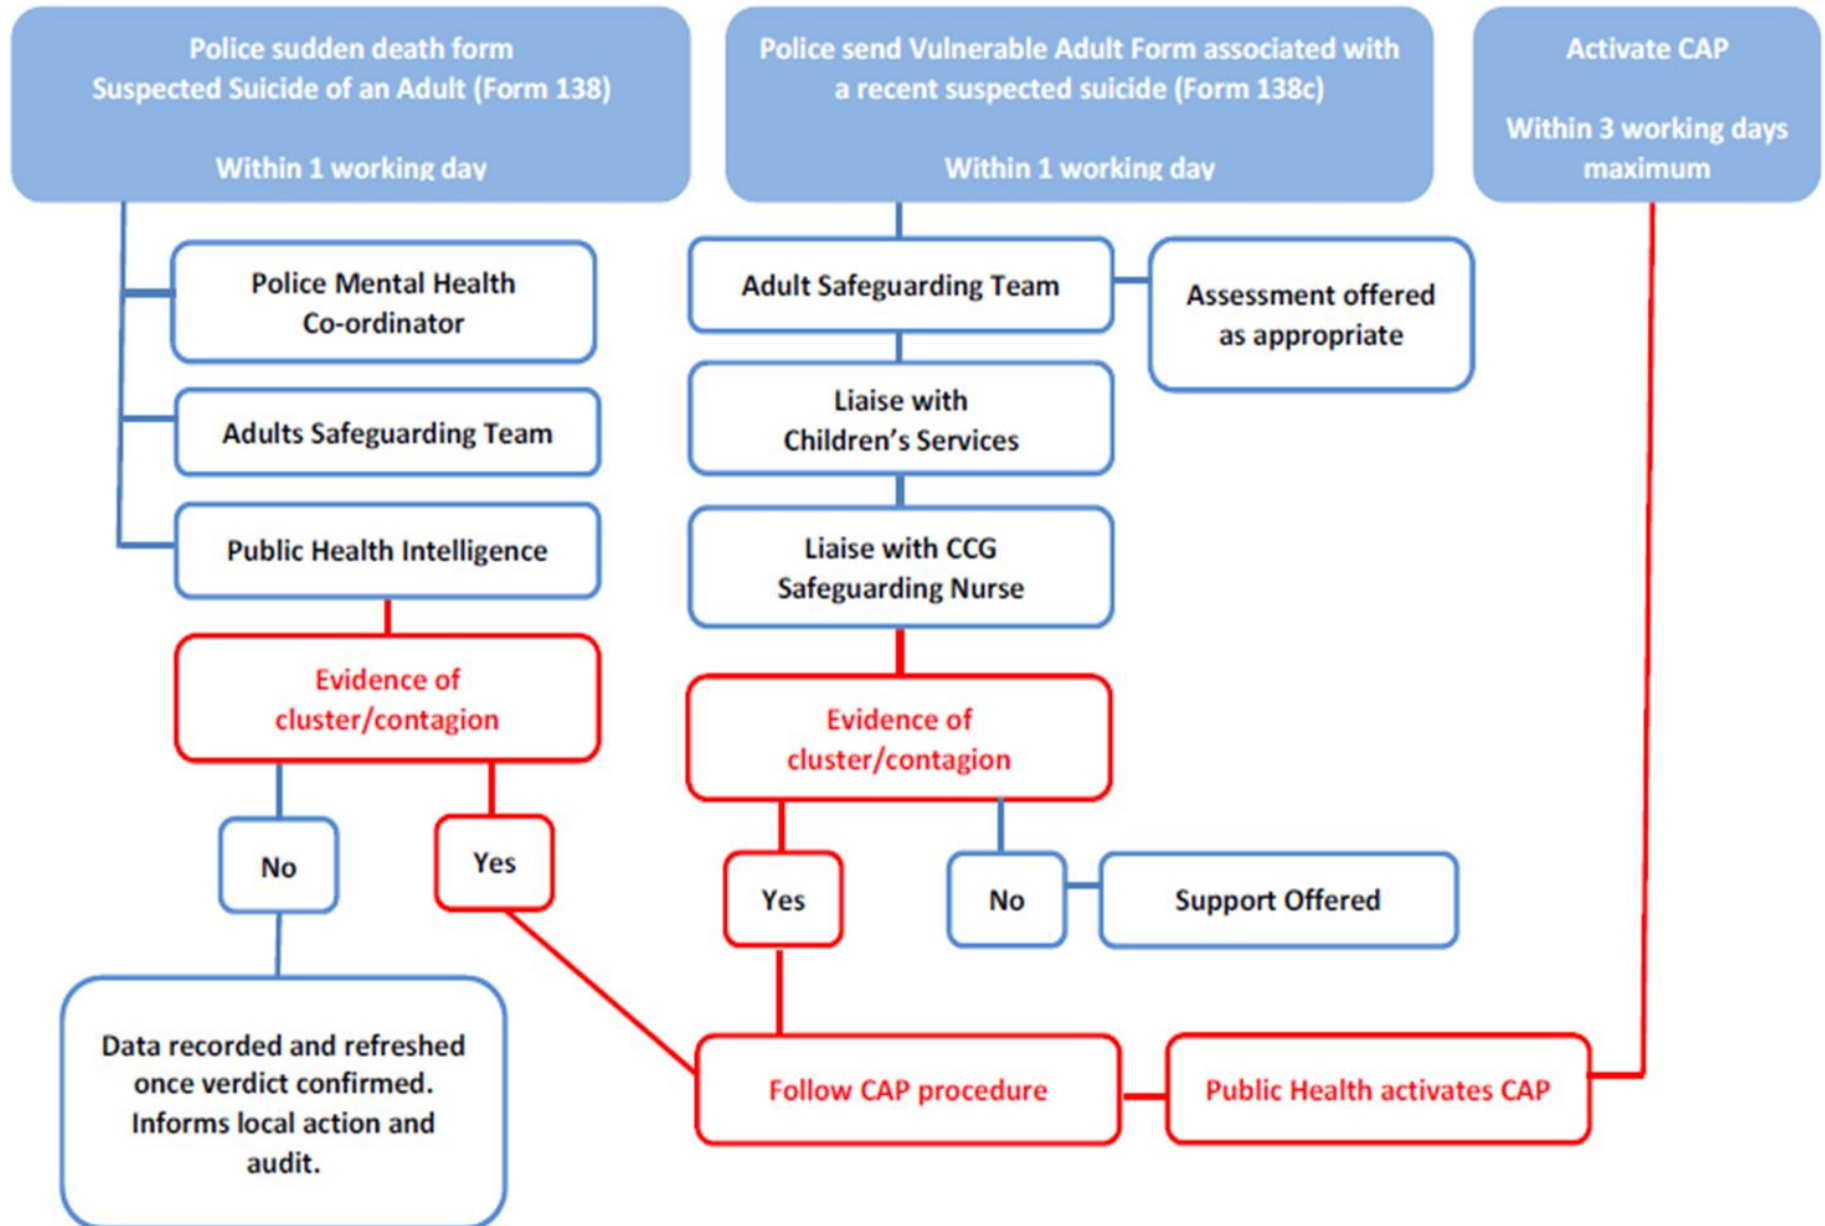 Police sudden death form
Suspected Suicide of an Adult (Form 138)
Within 1 working day
Police send Vulnerable Adult Form associated with
a recent suspected suicide (Form 138c)
Within 1 working day
Activate CAP
Within 3 working days
maximum
Police Mental Health
Co-ordinator
Adults Safeguarding Team
Public Health Intelligence
Evidence of
cluster/contagion
No
Yes
Data recorded and refreshed
once verdict confirmed.
Informs local action and
audit.
Adult Safeguarding Team
Assessment offered
as appropriate
Liaise with
Children’s Services
Liaise with CCG
Safeguarding Nurse
Evidence of
cluster/contagion
Yes
No
Support Offered
Follow CAP procedure
Public Health activates CAP